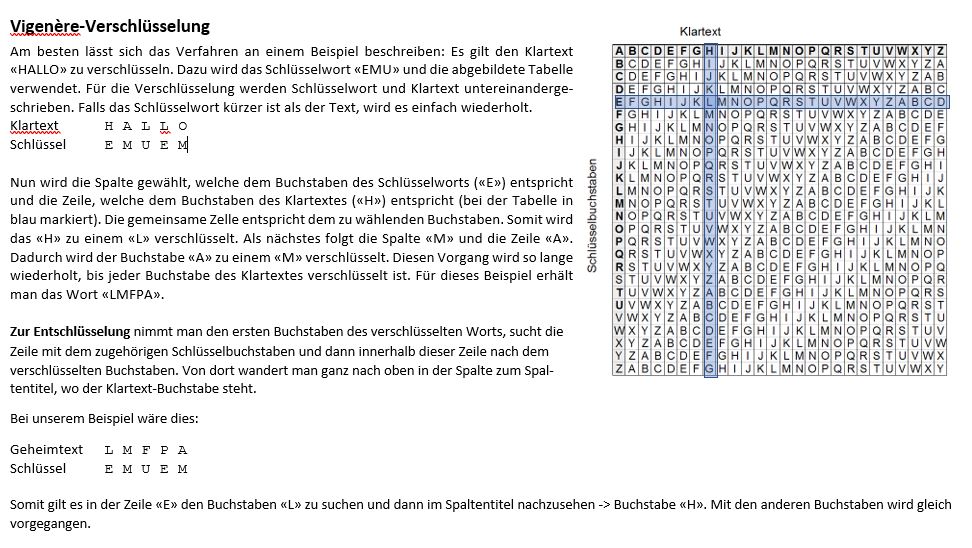 Vigenère-Verschlüsselung
Am besten lässt sich das Verfahren an einem Beispiel beschreiben: Es gilt den Klartext
«HALLO» zu verschlüsseln. Dazu wird das Schlüsselwort «EMU» und die abgebildete Tabelle
verwendet. Für die Verschlüsselung werden Schlüsselwort und Klartext untereinanderge-
schrieben. Falls das Schlüsselwort kürzer ist als der Text, wird es einfach wiederholt.
Klartext H A L L O
Schlüssel E M U E M
Nun wird die Spalte gewählt, welche dem Buchstaben des Schlüsselworts («E») entspricht
und die Zeile, welche dem Buchstaben des Klartextes («H») entspricht (bei der Tabelle in
blau markiert). Die gemeinsame Zelle entspricht dem zu wählenden Buchstaben. Somit wird
das «H» zu einem «L» verschlüsselt. Als nächstes folgt die Spalte «M» und die Zeile «A».
Dadurch wird der Buchstabe «A» zu einem «M» verschlüsselt. Diesen Vorgang wird so lange
wiederholt, bis jeder Buchstabe des Klartextes verschlüsselt ist. Für dieses Beispiel erhält
man das Wort «LMFPA».
Zur Entschlüsselung nimmt man den ersten Buchstaben des verschlüsselten Worts, sucht die
Zeile mit dem zugehörigen Schlüsselbuchstaben und dann innerhalb dieser Zeile nach dem
verschlüsselten Buchstaben. Von dort wandert man ganz nach oben in der Spalte zum Spal-
tentitel, wo der Klartext-Buchstabe steht.
Bei unserem Beispiel wäre dies:
Geheimtext L M F P A
Schlüssel E M U E M
Somit gilt es in der Zeile «E» den Buchstaben «L» zu suchen und dann im Spaltentitel nachzusehen -> Buchstabe «H». Mit den anderen Buchstaben wird gleich
vorgegangen.
Klartext
Schlüsselbuchstaben
A B C D E F G H I J K L M N O P Q R S T U V W X Y Z
B C D E F G H I J K L M N O P Q R S T U V W X Y Z A
C D E F G H I J K L M N O P Q R S T U V W X Y Z A B
D E F G H I J K L M N O P Q R S T U V W X Y Z A B C
E F G H I J K L M N O P Q R S T U V W X Y Z A B C D
F G H I J K L M N O P Q R S T U V W X Y Z A B C D E
G H I J K L M N O P Q R S T U V W X Y Z A B C D E F
H I J K L M N O P Q R S T U V W X Y Z A B C D E F G
I J K L M N O P Q R S T U V W X Y Z A B C D E F G H
J K L M N O P Q R S T U V W X Y Z A B C D E F G H I
K L M N O P Q R S T U V W X Y Z A B C D E F G H I J
L M N O P Q R S T U V W X Y Z A B C D E F G H I J K
M N O P Q R S T U V W X Y Z A B C D E F G H I J K L
N O P Q R S T U V W X Y Z A B C D E F G H I J K L M
O P Q R S T U V W X Y Z A B C D E F G H I J K L M N
P Q R S T U V W X Y Z A B C D E F G H I J K L M N O
Q R S T U V W X Y Z A B C D E F G H I J K L M N O P
R S T U V W X Y Z A B C D E F G H I J K L M N O P Q
S T U V W X Y Z A B C D E F G H I J K L M N O P Q R
T U V W X Y Z A B C D E F G H I J K L M N O P Q R S
U V W X Y Z A B C D E F G H I J K L M N O P Q R S T
V W X Y Z A B C D E F G H I J K L M N O P Q R S T U
W X Y Z A B C D E F G H I J K L M N O P Q R S T U V
X Y Z A B C D E F G H I J K L M N O P Q R S T U V W
Y Z A B C D E F G H I J K L M N O P Q R S T U V W X
Z A B C D E F G H I J K L M N O P Q R S T U V W X Y